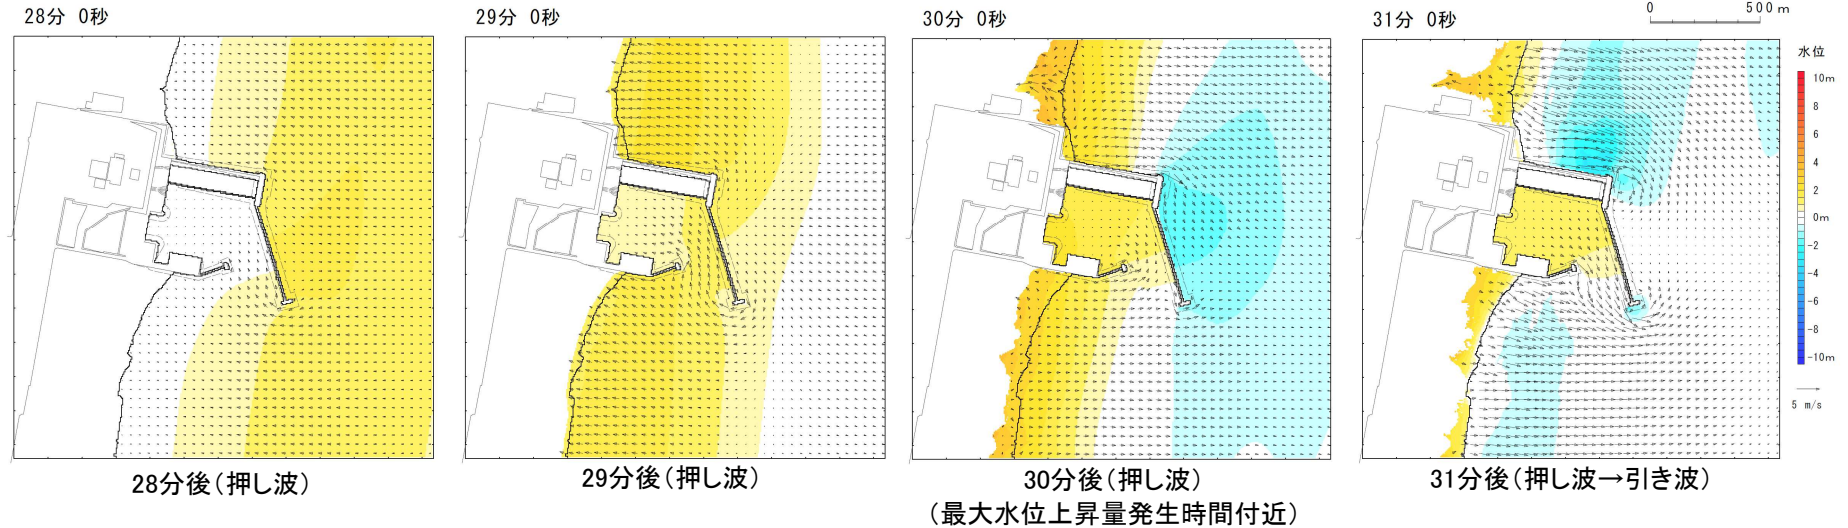 28分 0秒
29分 0秒
30分 0秒
31分 0秒
0 500m
水位
10m
8
6
4
2
0m
-2
-4
-6
-8
-10m
5 m/s
28分後(押し波)
29分後(押し波)
30分後(押し波)
(最大水位上昇量発生時間付近)
31分後(押し波→引き波)